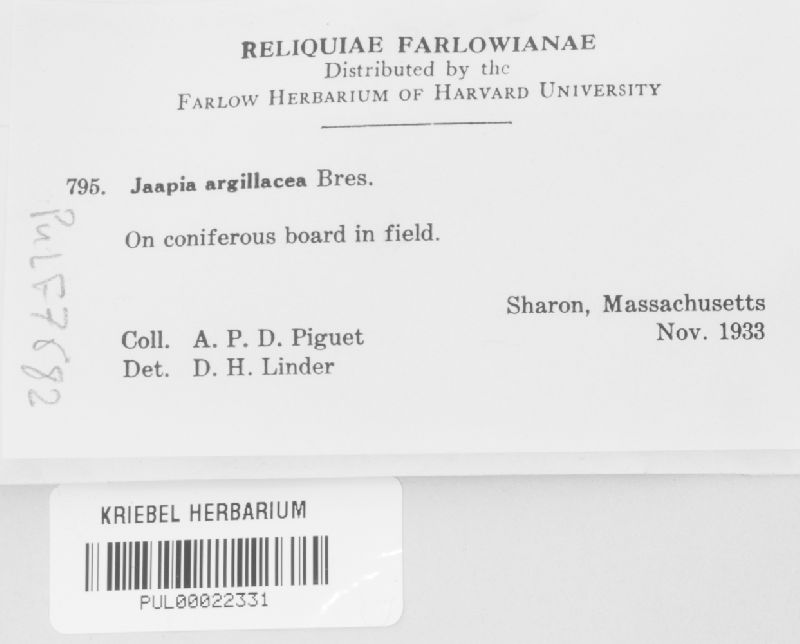 RELIQUIAE FARLOWIANAE
Distributed by the
FARLOW HERBARIUM OF HARVARD UNIVERSITY
795. Jaapia argillacea Bres.
On coniferous board in field.
Sharon, Massachusetts
Nov. 1933
Coll. A. P. D. Piguet
Det. D. H. Linder
PUL F7682
KRIEBEL HERBARIUM
PUL00022331